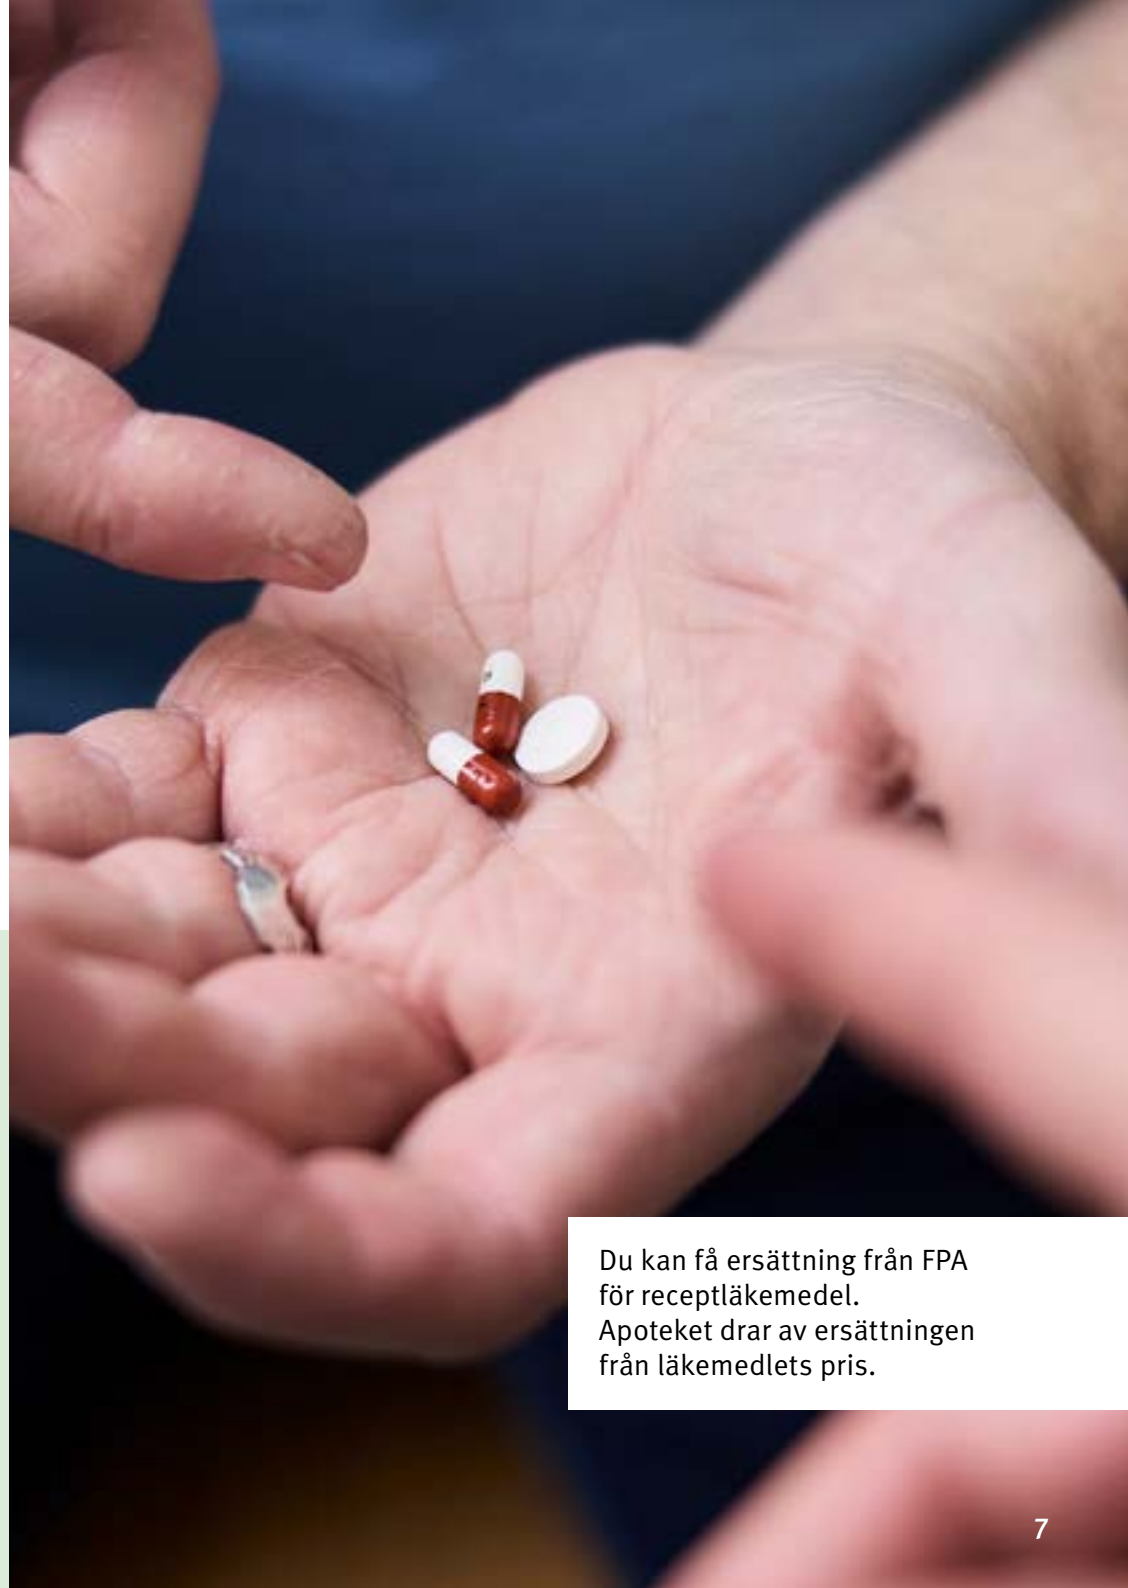 Du kan få ersättning från FPA
för receptläkemedel.
Apoteket drar av ersättningen
från läkemedlets pris.
7